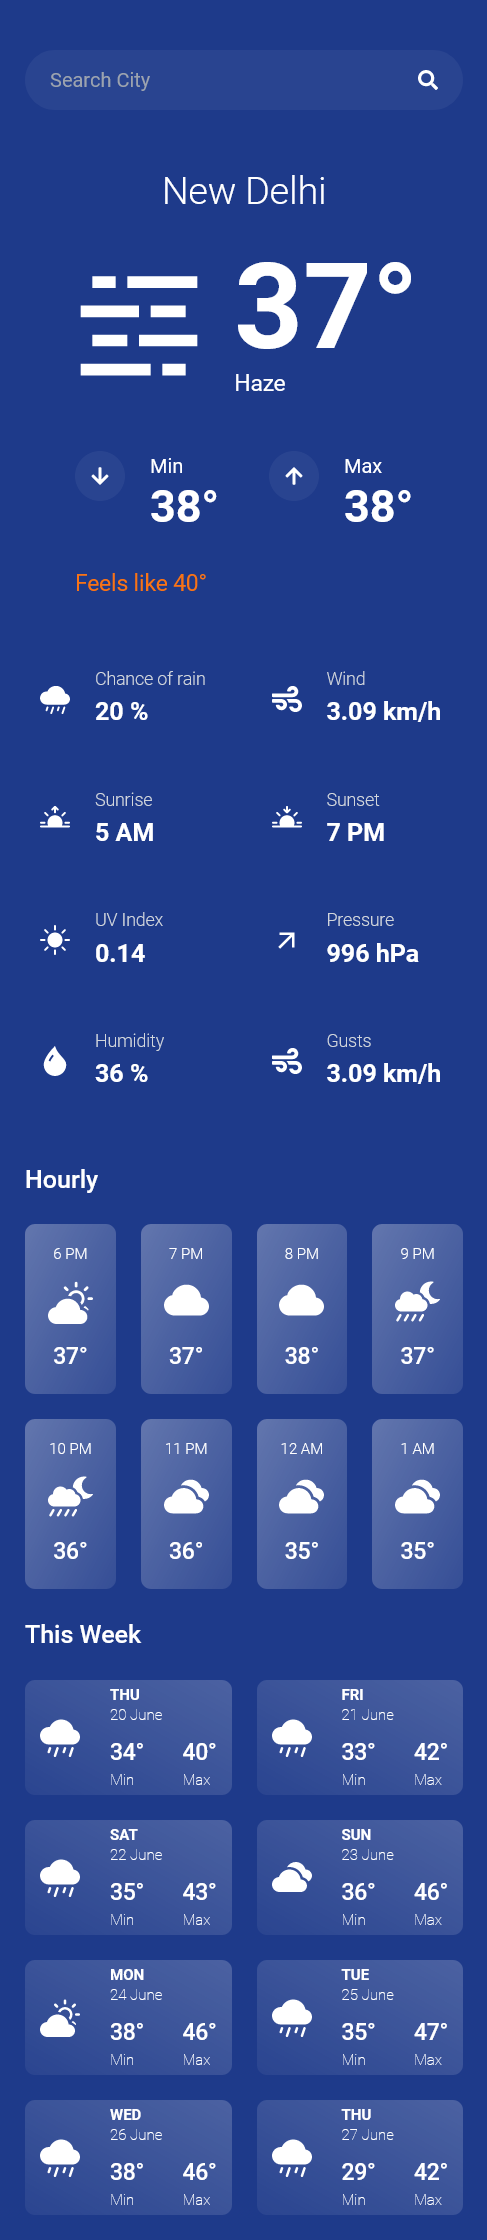 Search City
New Delhi
37°
Haze
Min
38°
Max
38°
Feels like 40°
Chance of rain
20 %
Wind
3.09 km/h
Sunrise
5 AM
Sunset
7 PM
UV Index
0.14
Pressure
996 hPa
Humidity
36 %
Gusts
3.09 km/h
Hourly
6 PM
37°
7 PM
37°
8 PM
38°
9 PM
37°
10 PM
36°
11 PM
36°
12 AM
35°
1 AM
35°
This Week
THU
20 June
34° 40°
Min Max
FRI
21 June
33° 42°
Min Max
SAT
22 June
35° 43°
Min Max
SUN
23 June
36° 46°
Min Max
MON
24 June
38° 46°
Min Max
TUE
25 June
35° 47°
Min Max
WED
26 June
38° 46°
Min Max
THU
27 June
29° 42°
Min Max